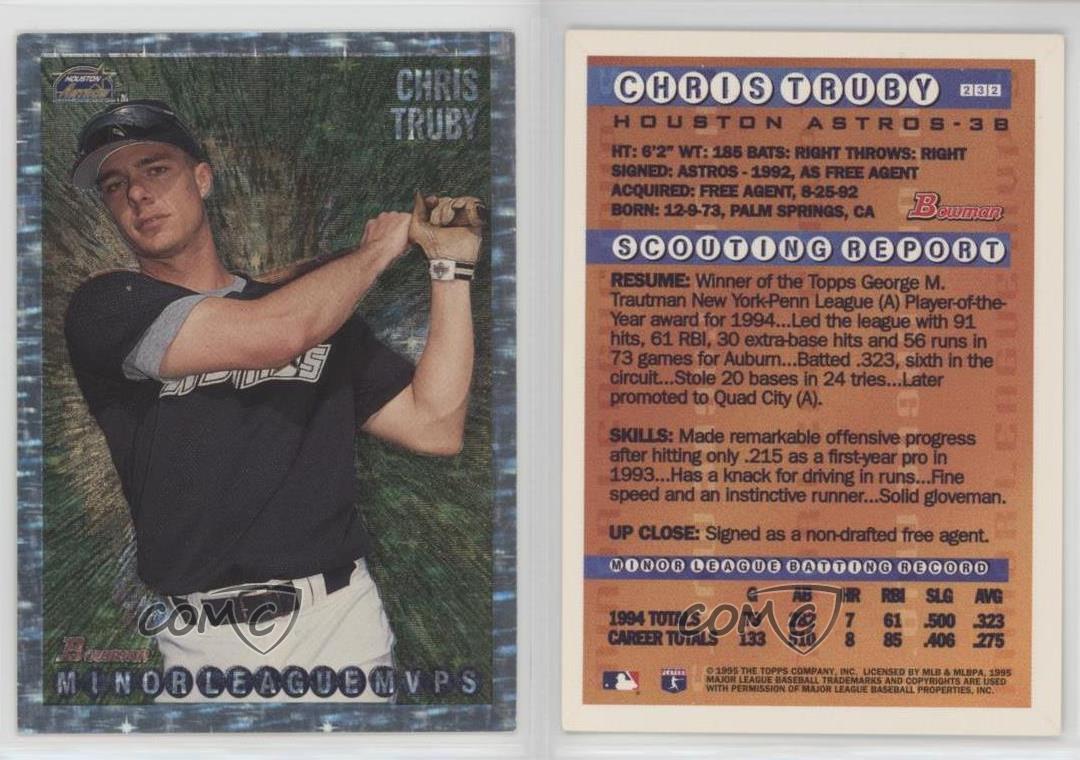 HOUSTON
Astros
CHRIS
TRUBY
Bowman
MINOR LEAGUE MVPS
COMC
CHRIS TRUBY 232
HOUSTON ASTROS - 3B
HT: 6'2" WT: 185 BATS: RIGHT THROWS: RIGHT
SIGNED: ASTROS - 1992, AS FREE AGENT
ACQUIRED: FREE AGENT, 8-25-92
BORN: 12-9-73, PALM SPRINGS, CA
Bowman
SCOUTING REPORT
RESUME: Winner of the Topps George M.
Trautman New York-Penn League (A) Player-of-the-
Year award for 1994...Led the league with 91
hits, 61 RBI, 30 extra-base hits and 56 runs in
73 games for Auburn...Batted .323, sixth in the
circuit...Stole 20 bases in 24 tries...Later
promoted to Quad City (A).
SKILLS: Made remarkable offensive progress
after hitting only .215 as a first-year pro in
1993...Has a knack for driving in runs...Fine
speed and an instinctive runner...Solid gloveman.
UP CLOSE: Signed as a non-drafted free agent.
MINOR LEAGUE BATTING RECORD
G AB HR RBI SLG AVG
1994 TOTALS 7 61 .500 .323
CAREER TOTALS 133 510 8 85 .406 .275
COMC
© 1995 THE TOPPS COMPANY, INC. LICENSED BY MLB & MLBPA, 1995
MAJOR LEAGUE BASEBALL TRADEMARKS AND COPYRIGHTS ARE USED
WITH PERMISSION OF MAJOR LEAGUE BASEBALL PROPERTIES, INC.